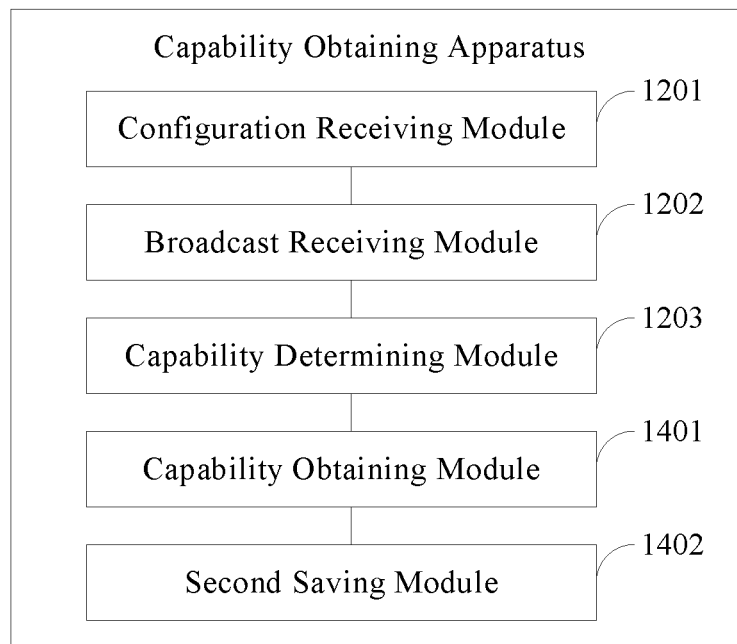 Capability Obtaining Apparatus
1201
Configuration Receiving Module
1202
Broadcast Receiving Module
1203
Capability Determining Module
1401
Capability Obtaining Module
1402
Second Saving Module